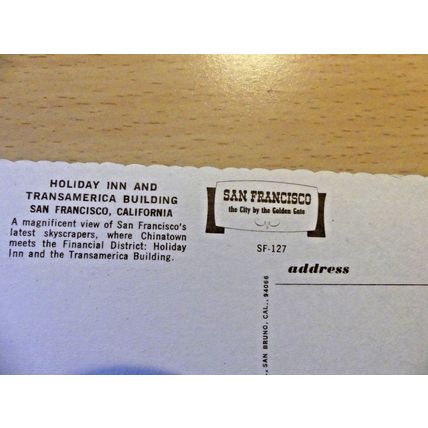 HOLIDAY INN AND
TRANSAMERICA BUILDING
SAN FRANCISCO, CALIFORNIA
A magnificent view of San Francisco's
latest skyscrapers, where Chinatown
meets the Financial District: Holiday
Inn and the Transamerica Building.
SAN FRANCISCO
the City by the Golden Gate
SF-127
address
, SAN BRUNO, CAL., 94066